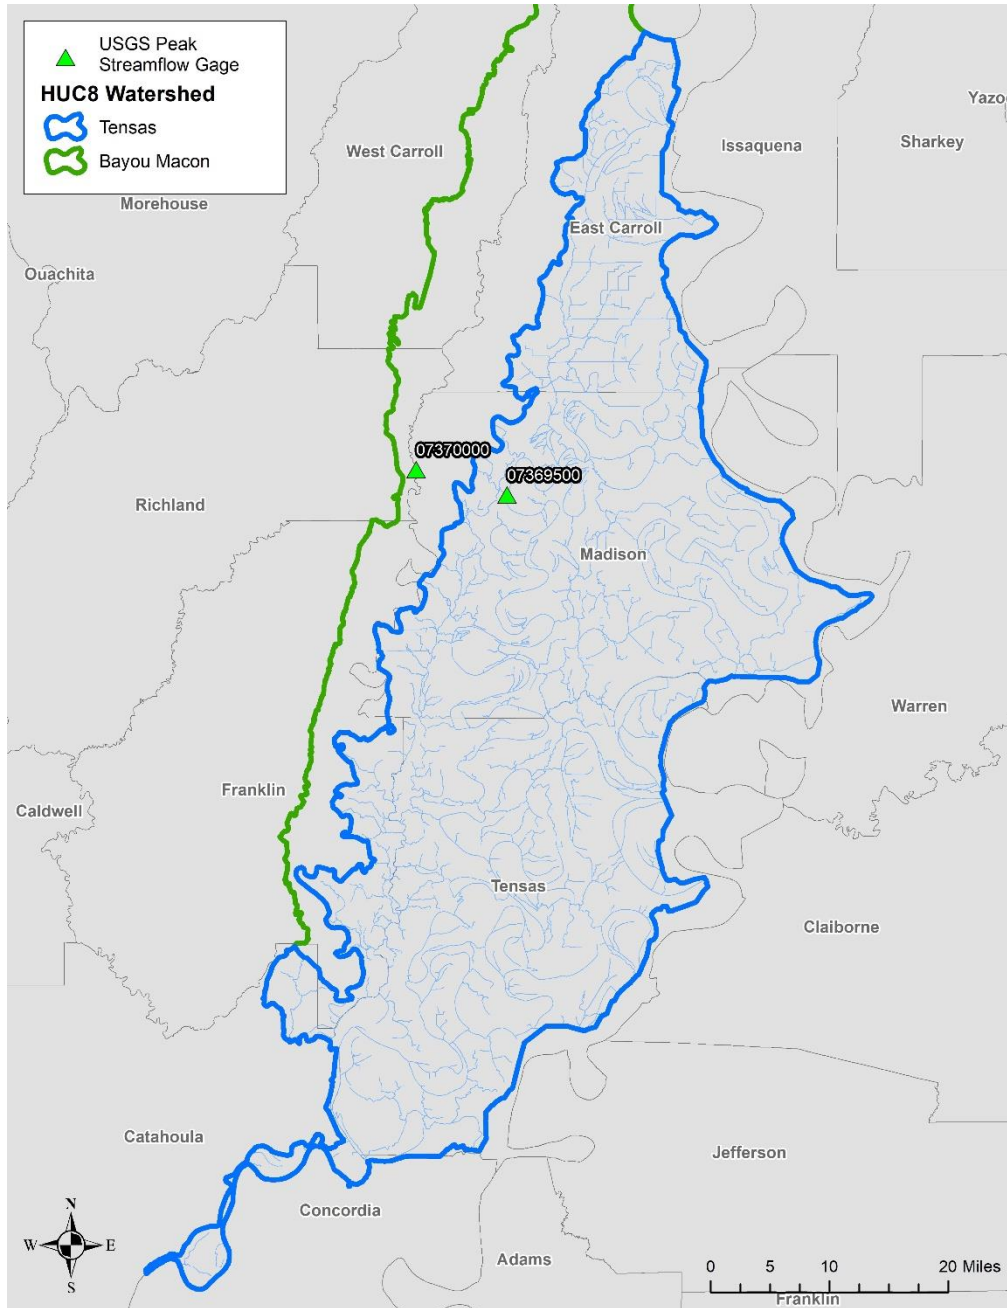 USGS Peak
Streamflow Gage
HUC8 Watershed
Tensas
Bayou Macon
Yazoo
West Carroll
Issaquena
Sharkey
Morehouse
East Carroll
Ouachita
07370000
07369500
Richland
Madison
Warren
Franklin
Caldwell
Tensas
Claiborne
Catahoula
Jefferson
Concordia
Adams
N
W E
S
0 5 10 20 Miles
Franklin